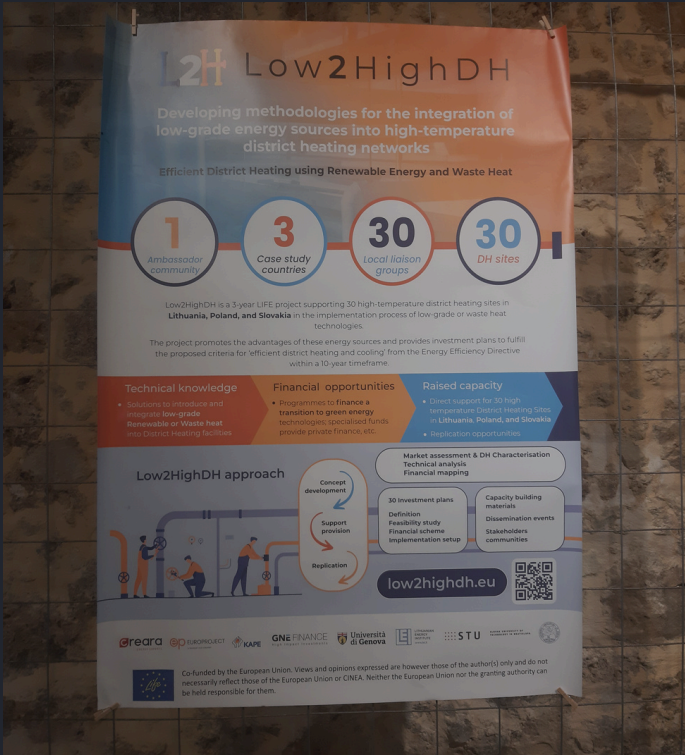 L2H Low2HighDH
Developing methodologies for the integration of
low-grade energy sources into high-temperature
district heating networks
Efficient District Heating using Renewable Energy and Waste Heat
1
Ambassador
community
3
Case study
countries
30
Local liaison
groups
30
DH sites
Low2HighDH is a 3-year LIFE project supporting 30 high-temperature district heating sites in
Lithuania, Poland, and Slovakia in the implementation process of low-grade or waste heat
technologies.
The project promotes the advantages of these energy sources and provides investment plans to fulfill
the proposed criteria for 'efficient district heating and cooling' from the Energy Efficiency Directive
within a 10-year timeframe.
Technical knowledge
• Solutions to introduce and
integrate low-grade
Renewable or Waste heat
into District Heating facilities
Financial opportunities
• Programmes to finance a
transition to green energy
technologies, specialised funds
provide private finance, etc.
Raised capacity
• Direct support for 30 high
temperature District Heating Sites
in Lithuania, Poland, and Slovakia
• Replication opportunities
Low2HighDH approach
Concept
development
Support
provision
Replication
Market assessment & DH Characterisation
Technical analysis
Financial mapping
30 Investment plans
Definition
Feasibility study
Financial scheme
Implementation setup
Capacity building
materials
Dissemination events
Stakeholders
communities
low2highdh.eu
creara
ep EUROPROJECT
KAPE
GNE FINANCE
Università
di Genova
LEI
LITHUANIAN
ENERGY
INSTITUTE
STU
Life
Co-funded by the European Union. Views and opinions expressed are however those of the author(s) only and do not
necessarily reflect those of the European Union or CINEA. Neither the European Union nor the granting authority can
be held responsible for them.